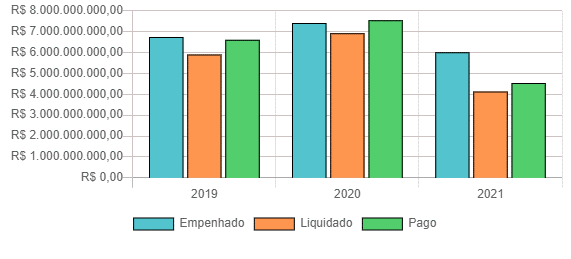 R$ 8.000.000.000,00
R$ 7.000.000.000,00
R$ 6.000.000.000,00
R$ 5.000.000.000,00
R$ 4.000.000.000,00
R$ 3.000.000.000,00
R$ 2.000.000.000,00
R$ 1.000.000.000,00
R$ 0,00
2019 2020 2021
Empenhado Liquidado Pago